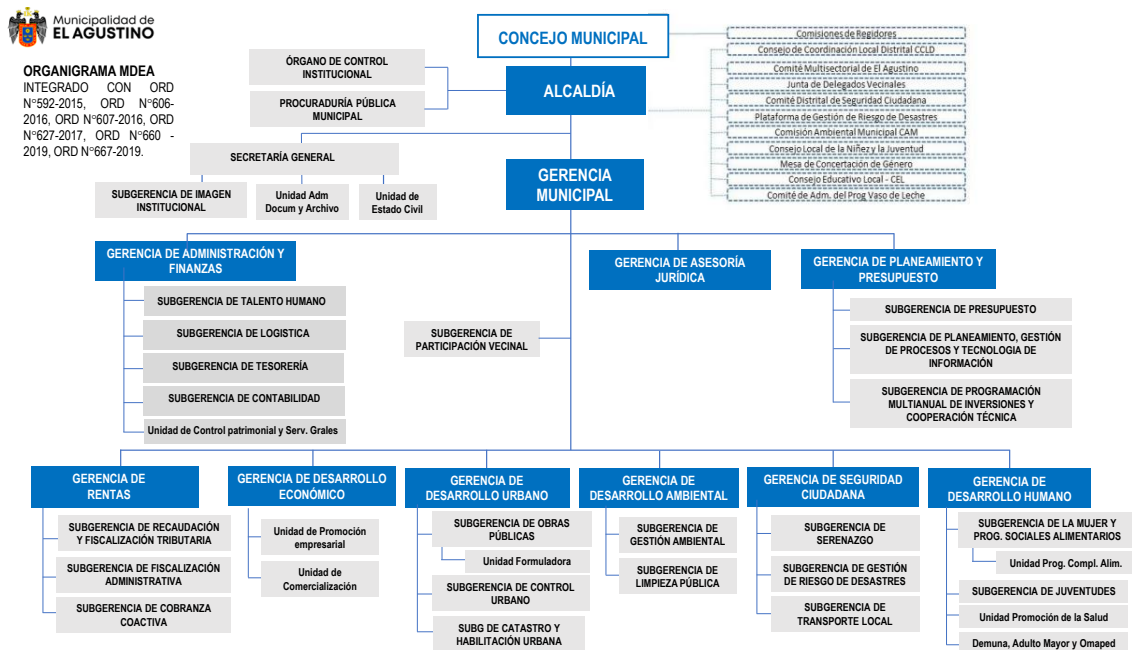 Municipalidad de
EL AGUSTINO
ORGANIGRAMA MDEA
INTEGRADO CON ORD
N°592-2015, ORD N°606-
2016, ORD N°607-2016, ORD
N°627-2017, ORD N°660 -
2019, ORD N°667-2019.
CONCEJO MUNICIPAL
ALCALDÍA
ÓRGANO DE CONTROL
INSTITUCIONAL
PROCURADURÍA PÚBLICA
MUNICIPAL
Comisiones de Regidores
Consejo de Coordinación Local Distrital CCLD
Comité Multisectorial de El Agustino
Junta de Delegados Vecinales
Comité Distrital de Seguridad Ciudadana
Plataforma de Gestión de Riesgo de Desastres
Comisión Ambiental Municipal CAM
Consejo Local de la Niñez y la Juventud
Mesa de Concertación de Género
Consejo Educativo Local - CEL
Comité de Adm. del Prog Vaso de Leche
SECRETARÍA GENERAL
SUBGERENCIA DE IMAGEN
INSTITUCIONAL
Unidad Adm
Docum y Archivo
Unidad de
Estado Civil
GERENCIA
MUNICIPAL
GERENCIA DE ADMINISTRACIÓN Y
FINANZAS
SUBGERENCIA DE TALENTO HUMANO
SUBGERENCIA DE LOGISTICA
SUBGERENCIA DE TESORERÍA
SUBGERENCIA DE CONTABILIDAD
Unidad de Control patrimonial y Serv. Grales
GERENCIA DE ASESORÍA
JURÍDICA
GERENCIA DE PLANEAMIENTO Y
PRESUPUESTO
SUBGERENCIA DE PRESUPUESTO
SUBGERENCIA DE PLANEAMIENTO, GESTIÓN
DE PROCESOS Y TECNOLOGIA DE
INFORMACIÓN
SUBGERENCIA DE PROGRAMACIÓN
MULTIANUAL DE INVERSIONES Y
COOPERACIÓN TÉCNICA
SUBGERENCIA DE
PARTICIPACIÓN VECINAL
GERENCIA DE
RENTAS
SUBGERENCIA DE RECAUDACIÓN
Y FISCALIZACIÓN TRIBUTARIA
SUBGERENCIA DE FISCALIZACIÓN
ADMINISTRATIVA
SUBGERENCIA DE COBRANZA
COACTIVA
GERENCIA DE DESARROLLO
ECONÓMICO
Unidad de Promoción
empresarial
Unidad de
Comercialización
GERENCIA DE
DESARROLLO URBANO
SUBGERENCIA DE OBRAS
PÚBLICAS
Unidad Formuladora
SUBGERENCIA DE CONTROL
URBANO
SUBG DE CATASTRO Y
HABILITACIÓN URBANA
GERENCIA DE
DESARROLLO AMBIENTAL
SUBGERENCIA DE
GESTIÓN AMBIENTAL
SUBGERENCIA DE
LIMPIEZA PÚBLICA
GERENCIA DE SEGURIDAD
CIUDADANA
SUBGERENCIA DE
SERENAZGO
SUBGERENCIA DE GESTIÓN
DE RIESGO DE DESASTRES
SUBGERENCIA DE
TRANSPORTE LOCAL
GERENCIA DE
DESARROLLO HUMANO
SUBGERENCIA DE LA MUJER Y
PROG. SOCIALES ALIMENTARIOS
Unidad Prog. Compl. Alim.
SUBGERENCIA DE JUVENTUDES
Unidad Promoción de la Salud
Demuna, Adulto Mayor y Omaped